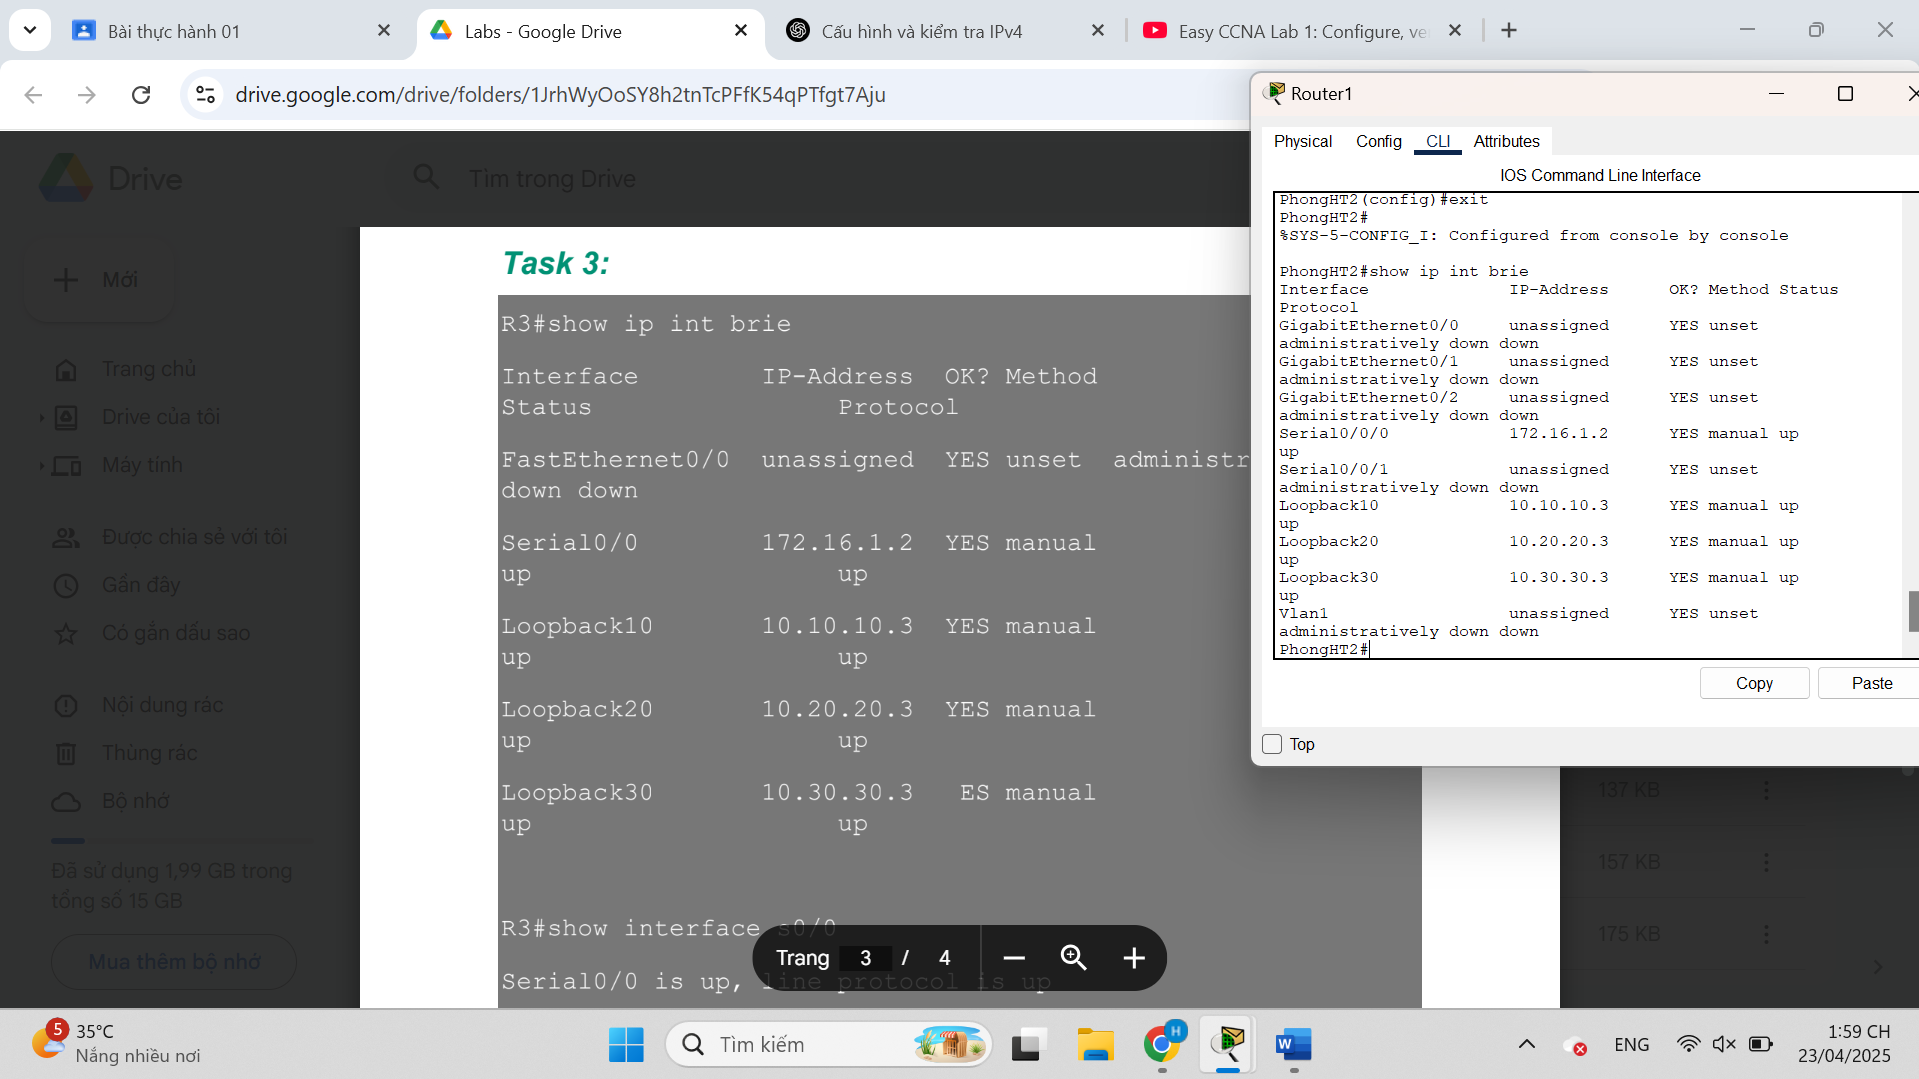 Bài thực hành 01
Labs - Google Drive
Cấu hình và kiểm tra IPv4
Easy CCNA Lab 1: Configure, ve
drive.google.com/drive/folders/1JrhWyOoSY8h2tnTcPFfK54qPTfgt7Aju
Drive
Tìm trong Drive
Mới
Trang chủ
Drive của tôi
Máy tính
Được chia sẻ với tôi
Gần đây
Có gắn dấu sao
Nội dung rác
Thùng rác
Bộ nhớ
Đã sử dụng 1,99 GB trong
tổng số 15 GB
Mua thêm bộ nhớ
Task 3:
R3#show ip int brie
Interface IP-Address OK? Method
Status Protocol
FastEthernet0/0 unassigned YES unset administr
down down
Serial0/0 172.16.1.2 YES manual
up up
Loopback10 10.10.10.3 YES manual
up up
Loopback20 10.20.20.3 YES manual
up up
Loopback30 10.30.30.3 ES manual
up up
R3#show interface s0/0
Serial0/0 is up, line protocol is up
Trang 3 / 4
Router1
Physical Config CLI Attributes
IOS Command Line Interface
PhongHT2(config)#exit
PhongHT2#
%SYS-5-CONFIG_I: Configured from console by console
PhongHT2#show ip int brie
Interface IP-Address OK? Method Status
Protocol
GigabitEthernet0/0 unassigned YES unset
administratively down down
GigabitEthernet0/1 unassigned YES unset
administratively down down
GigabitEthernet0/2 unassigned YES unset
administratively down down
Serial0/0/0 172.16.1.2 YES manual up
up
Serial0/0/1 unassigned YES unset
administratively down down
Loopback10 10.10.10.3 YES manual up
up
Loopback20 10.20.20.3 YES manual up
up
Loopback30 10.30.30.3 YES manual up
up
Vlan1 unassigned YES unset
administratively down down
PhongHT2#
Copy Paste
Top
137 KB
157 KB
175 KB
5
35°C
Nắng nhiều nơi
Tìm kiếm
H
W
ENG
1:59 CH
23/04/2025